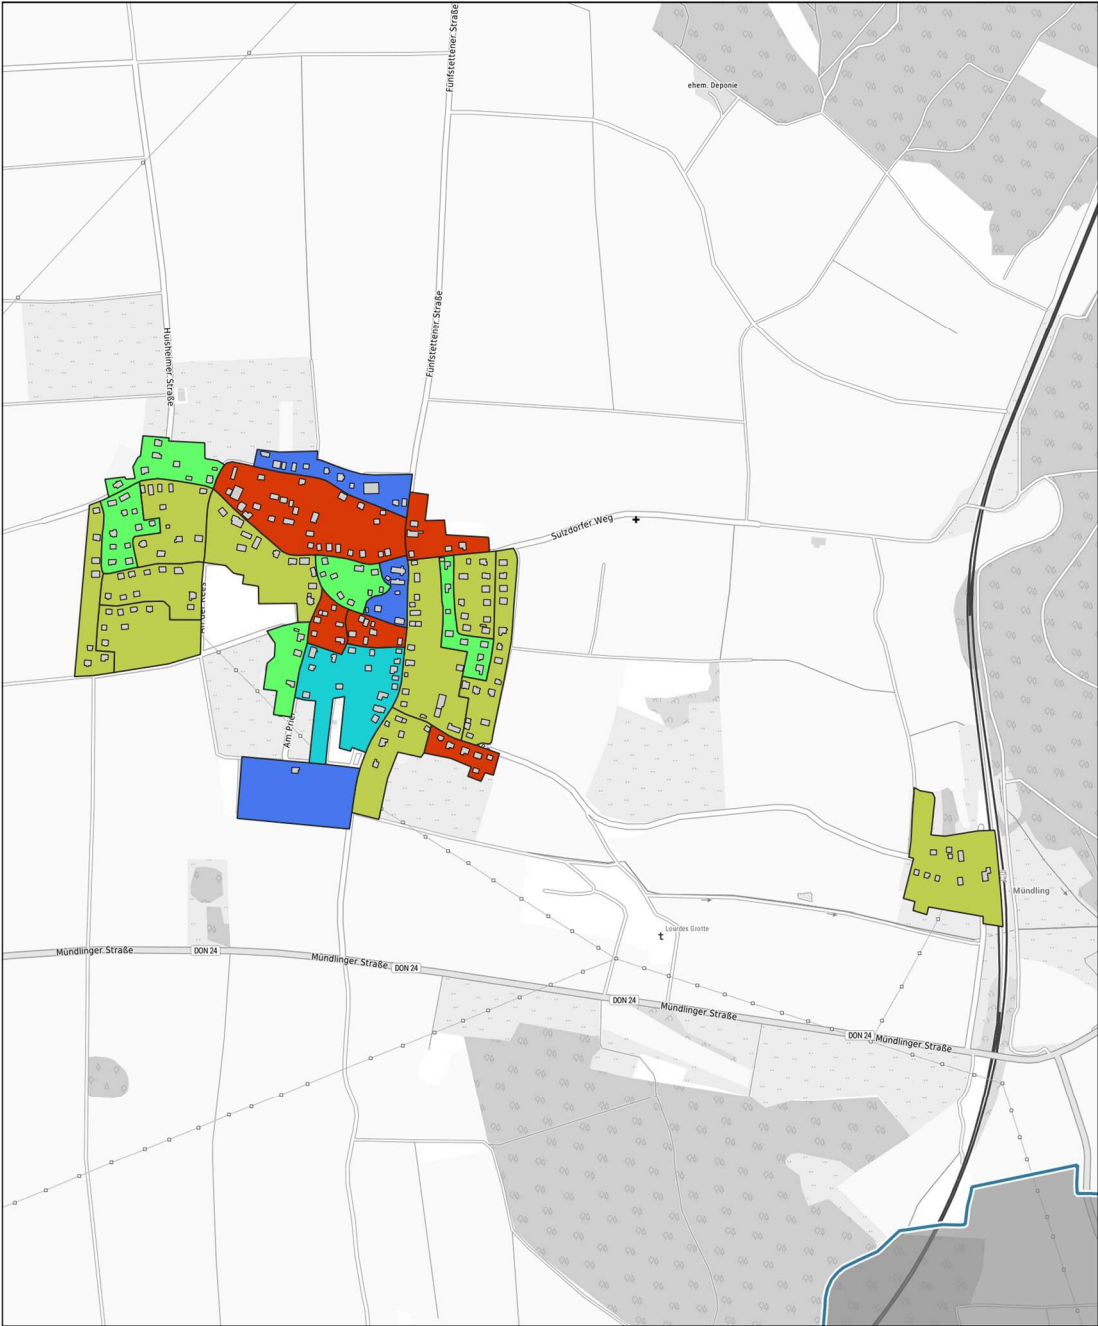 Fünfstettener Straße
ehem. Deponie
Fünfstettener Straße
Huisheimer Straße
Sulzdorfer Weg
Am Priel
Mündling
Lourdes Grotte
Mündlinger Straße
DON 24
Mündlinger Straße
DON 24
DON 24
Mündlinger Straße
DON 24
Mündlinger Straße